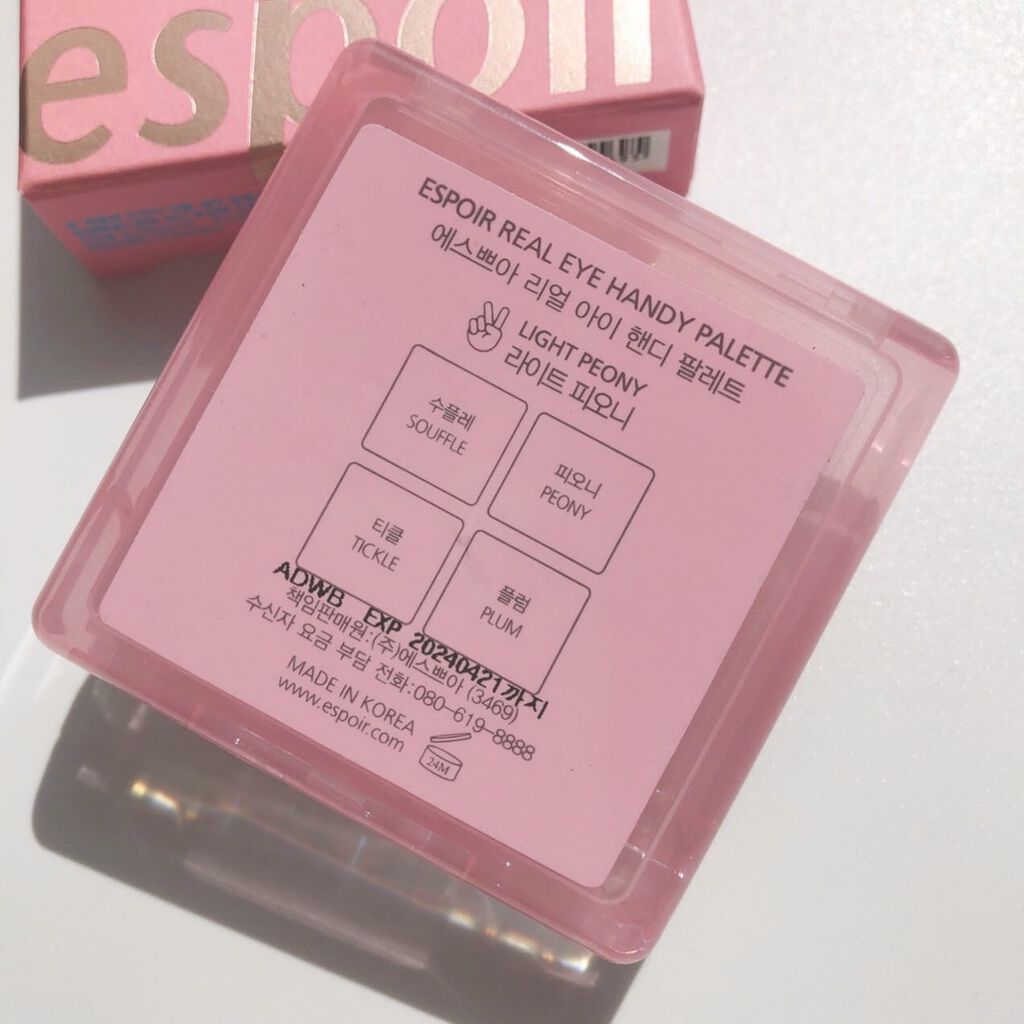 espoir
ESPOIR REAL EYE HANDY PALETTE
에스쁘아 리얼 아이 핸디 팔레트
LIGHT PEONY
라이트 피오니
수플레
SOUFFLE
피오니
PEONY
티클
TICKLE
플럼
PLUM
ADWB EXP 20240421까지
책임판매원:(주)에스쁘아 (3469)
수신자 요금 부담 전화:080-619-8888
MADE IN KOREA
www.espoir.com
24M